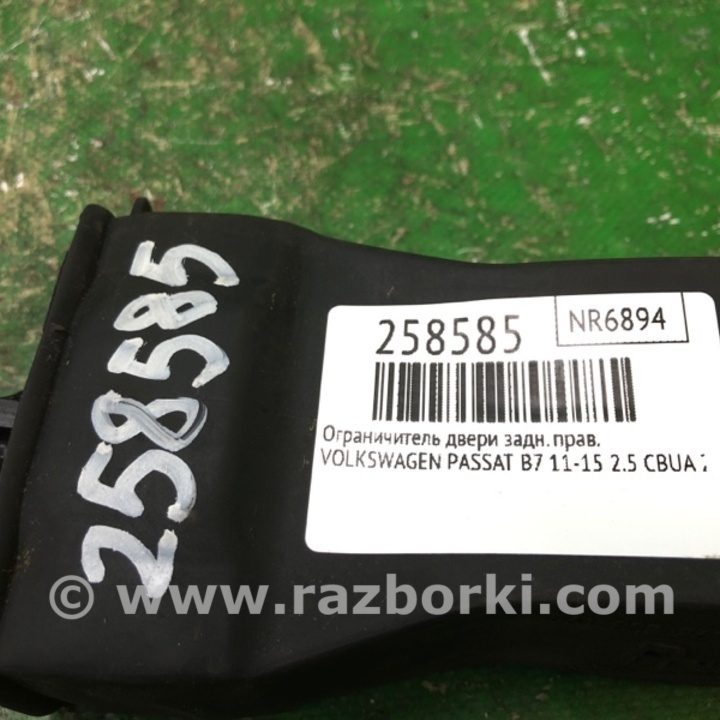 258585
258585
NR6894
Ограничитель двери задн. прав.
VOLKSWAGEN PASSAT B7 11-15 2.5 CBUA
© www.razborki.com